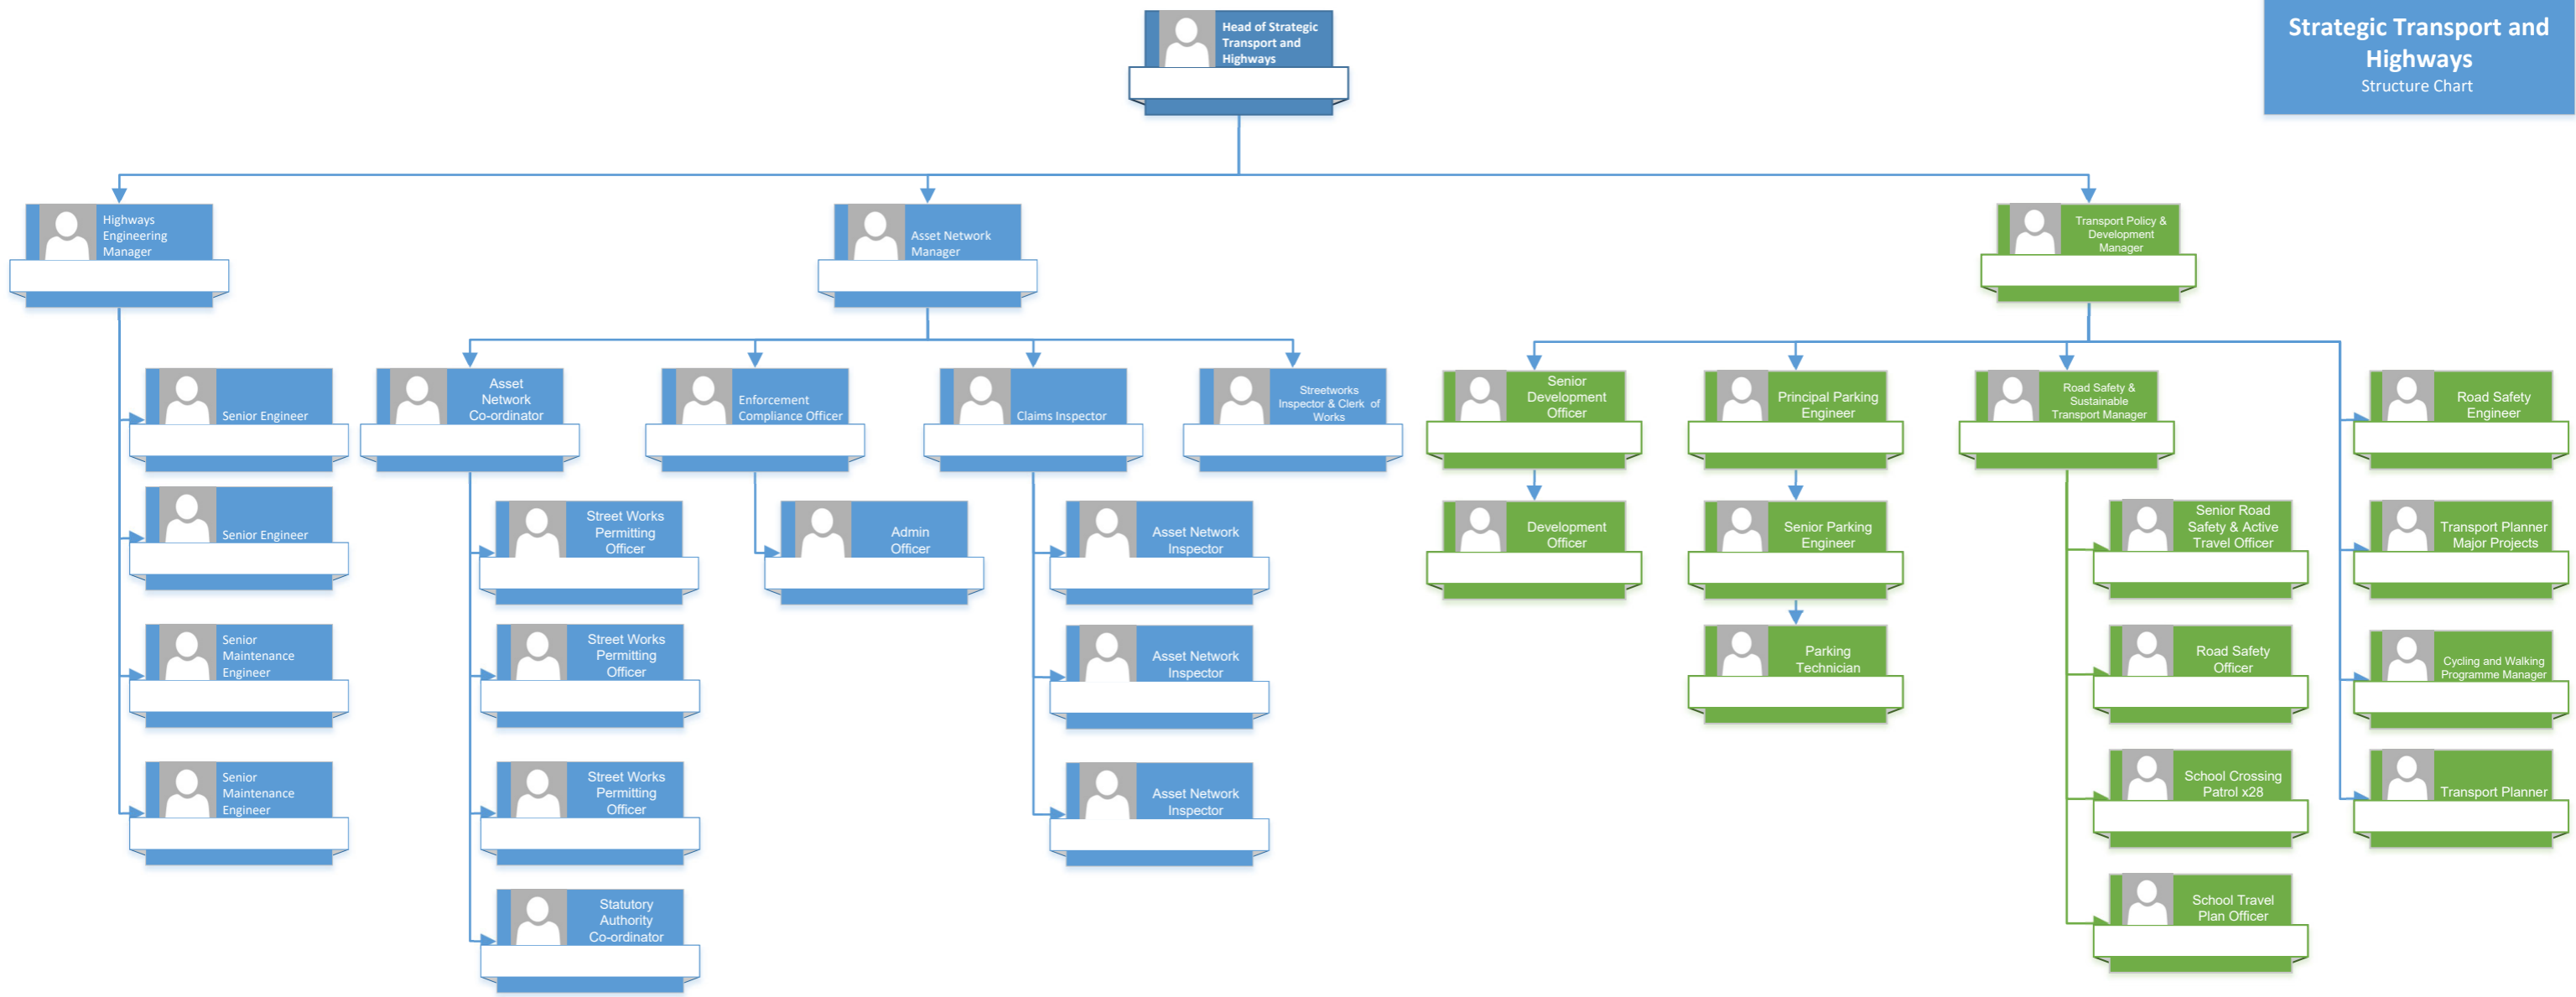 Head of Strategic
Transport and
Highways
Strategic Transport and
Highways
Structure Chart
Highways
Engineering
Manager
Asset Network
Manager
Transport Policy &
Development
Manager
Senior Engineer
Asset
Network
Co-ordinator
Enforcement
Compliance Officer
Claims Inspector
Streetworks
Inspector & Clerk of
Works
Senior
Development
Officer
Principal Parking
Engineer
Road Safety &
Sustainable
Transport Manager
Road Safety
Engineer
Senior Engineer
Street Works
Permitting
Officer
Admin
Officer
Asset Network
Inspector
Development
Officer
Senior Parking
Engineer
Senior Road
Safety & Active
Travel Officer
Transport Planner
Major Projects
Senior
Maintenance
Engineer
Street Works
Permitting
Officer
Asset Network
Inspector
Parking
Technician
Road Safety
Officer
Cycling and Walking
Programme Manager
Senior
Maintenance
Engineer
Street Works
Permitting
Officer
Asset Network
Inspector
School Crossing
Patrol x28
Transport Planner
Statutory
Authority
Co-ordinator
School Travel
Plan Officer